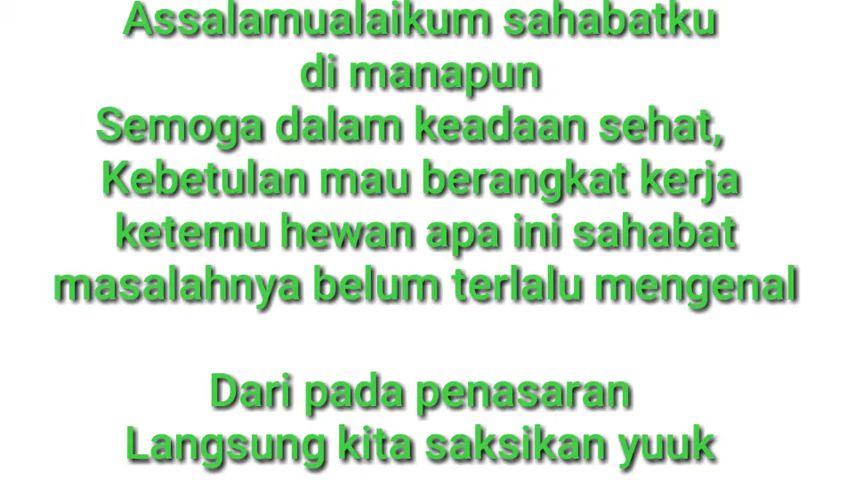 Assalamualaikum sahabatku
di manapun
Semoga dalam keadaan sehat,
Kebetulan mau berangkat kerja
ketemu hewan apa ini sahabat
masalahnya belum terlalu mengenal
Dari pada penasaran
Langsung kita saksikan yuuk